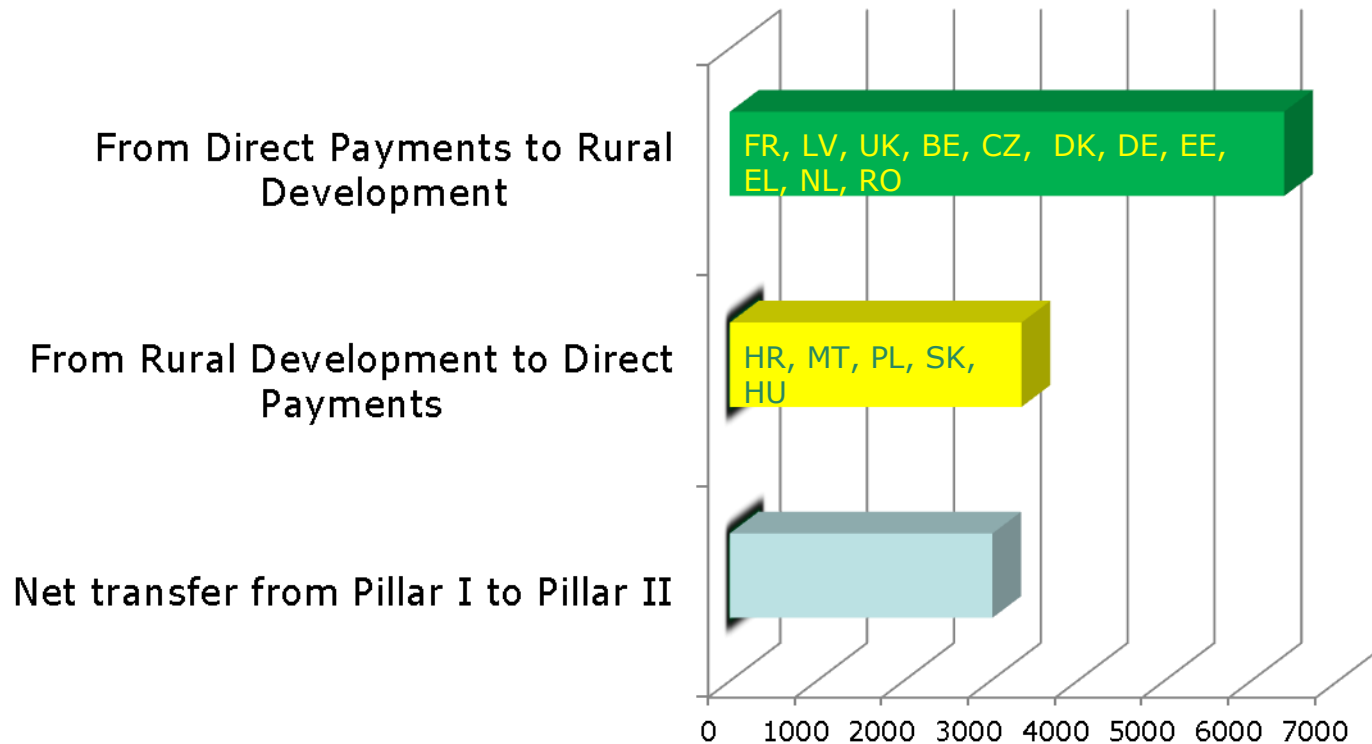 From Direct Payments to Rural
Development
FR, LV, UK, BE, CZ,  DK, DE, EE,
EL, NL, RO
From Rural Development to Direct
Payments
HR, MT, PL, SK,
HU
Net transfer from Pillar I to Pillar II
0 1000 2000 3000 4000 5000 6000 7000